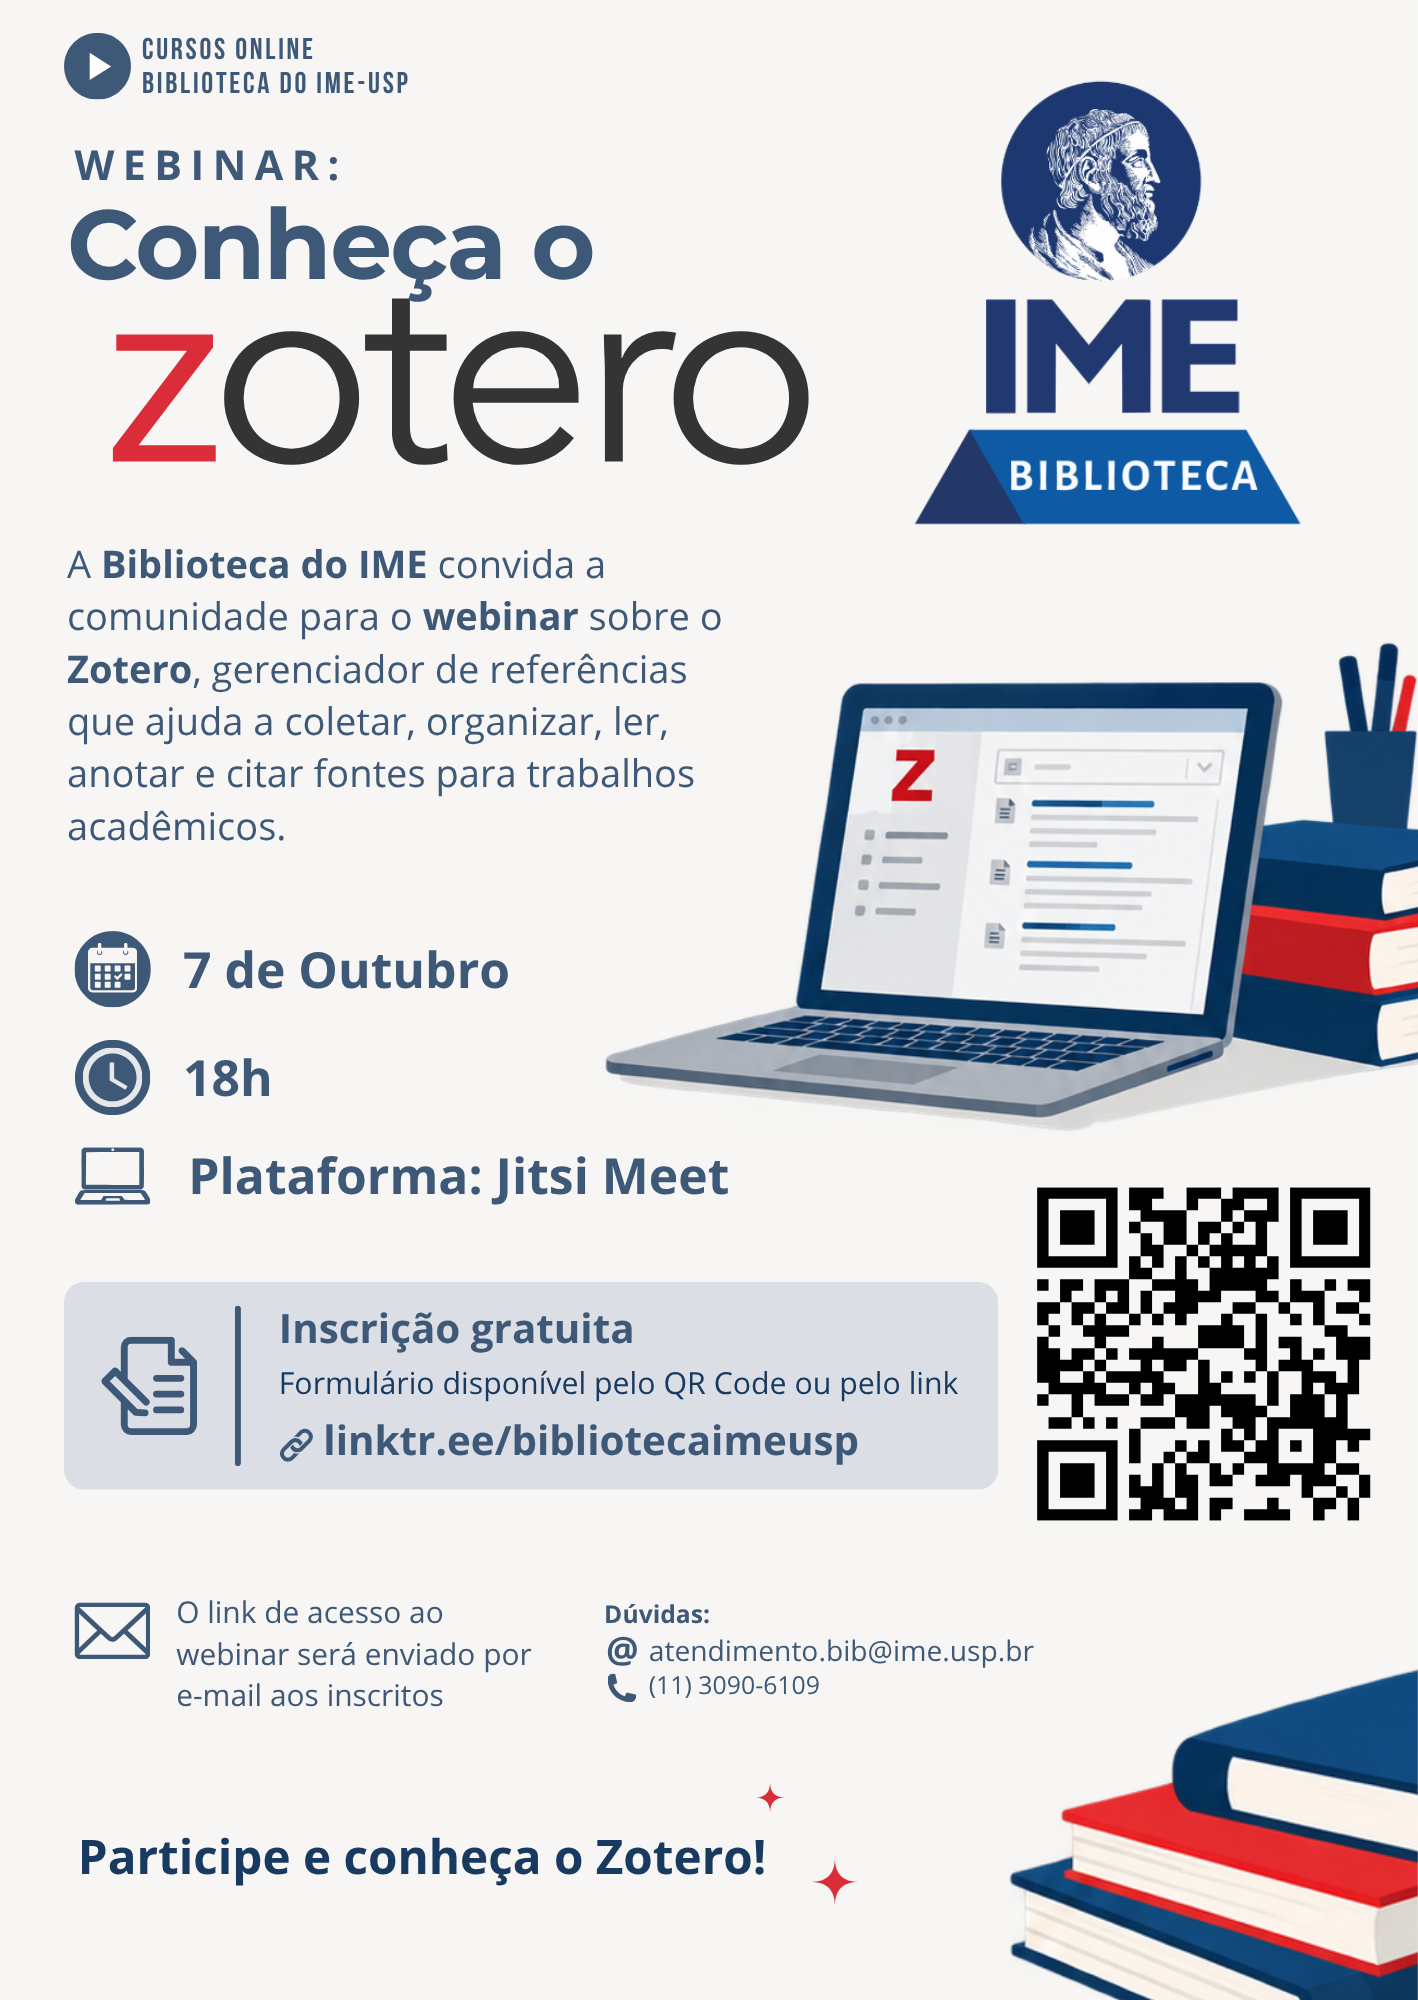 CURSOS ONLINE
BIBLIOTECA DO IME-USP
WEBINAR:
Conheça o
zotero
IME
BIBLIOTECA
A Biblioteca do IME convida a
comunidade para o webinar sobre o
Zotero, gerenciador de referências
que ajuda a coletar, organizar, ler,
anotar e citar fontes para trabalhos
acadêmicos.
Z
7 de Outubro
18h
Plataforma: Jitsi Meet
Inscrição gratuita
Formulário disponível pelo QR Code ou pelo link
linktr.ee/bibliotecaimeusp
O link de acesso ao
webinar será enviado por
e-mail aos inscritos
Dúvidas:
@ atendimento.bib@ime.usp.br
(11) 3090-6109
Participe e conheça o Zotero!